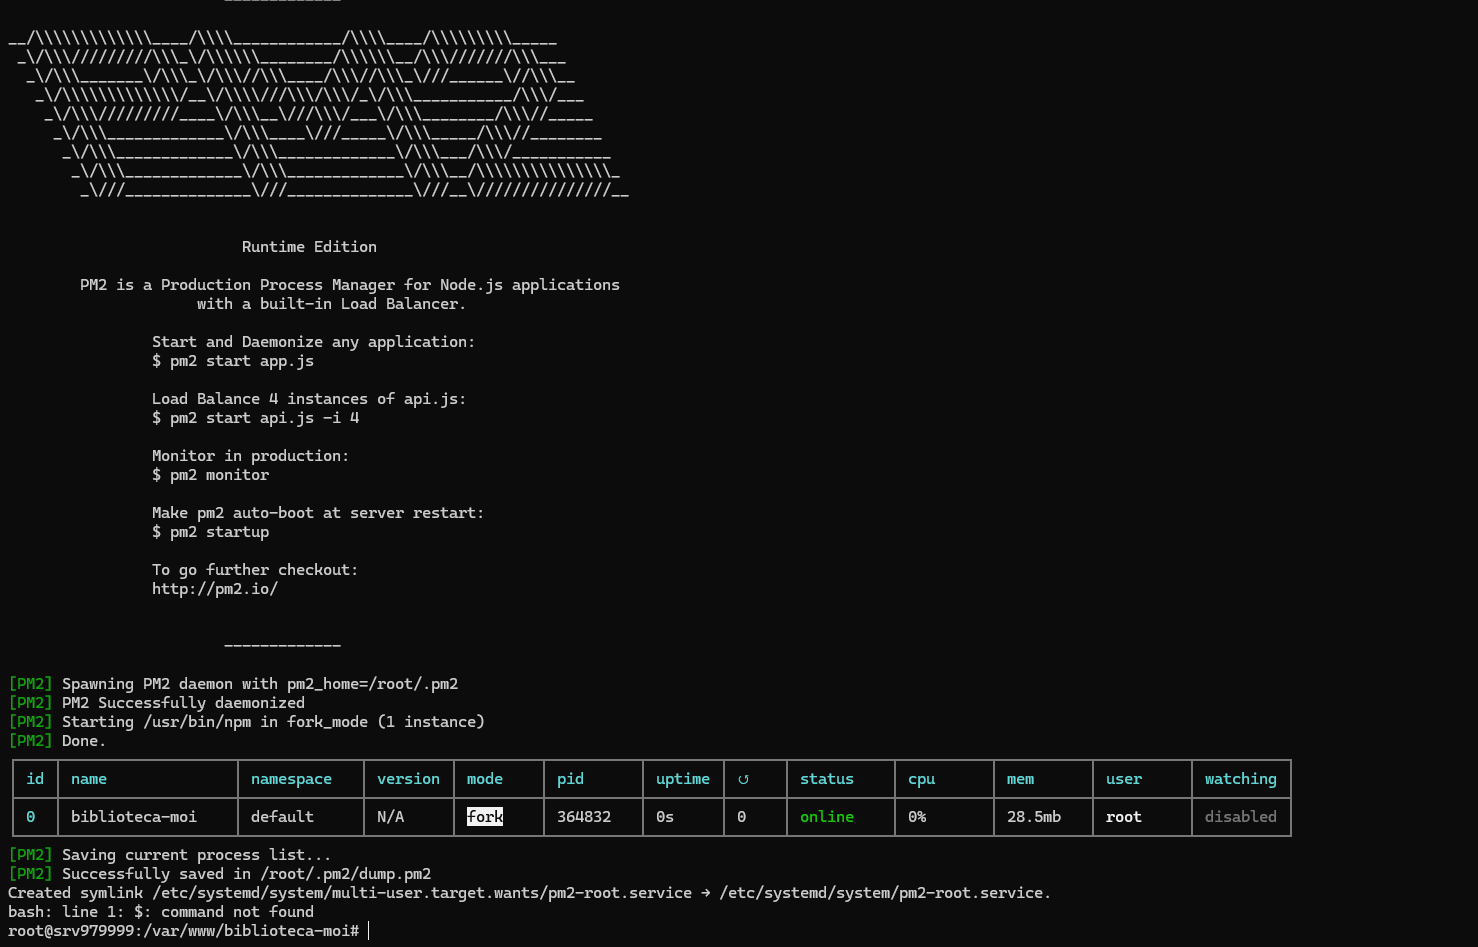 -------------

__/\\\\\\\\\\\\\____/\\\\____________/\\\\____/\\\\\\\\\_____
 _\/\\\/////////\\\_\/\\\\\\________/\\\\\\__/\\\///////\\\___
  _\/\\\_______\/\\\_\/\\\//\\\____/\\\//\\\_\///______\//\\\__
   _\/\\\\\\\\\\\\\/__\/\\\\///\\\/\\\/_\/\\\___________/\\\/___
    _\/\\\/////////____\/\\\__\///\\\/___\/\\\________/\\\//_____
     _\/\\\_____________\/\\\____\///_____\/\\\_____/\\\//________
      _\/\\\_____________\/\\\_____________\/\\\___/\\\/___________
       _\/\\\_____________\/\\\_____________\/\\\__/\\\\\\\\\\\\\\\_
        _\///______________\///______________\///__\///////////////__

                          Runtime Edition

        PM2 is a Production Process Manager for Node.js applications
                     with a built-in Load Balancer.

                Start and Daemonize any application:
                $ pm2 start app.js

                Load Balance 4 instances of api.js:
                $ pm2 start api.js -i 4

                Monitor in production:
                $ pm2 monitor

                Make pm2 auto-boot at server restart:
                $ pm2 startup

                To go further checkout:
                http://pm2.io/

                        -------------

[PM2] Spawning PM2 daemon with pm2_home=/root/.pm2
[PM2] PM2 Successfully daemonized
[PM2] Starting /usr/bin/npm in fork_mode (1 instance)
[PM2] Done.
id name namespace version mode pid uptime ↺ status cpu mem user watching
0 biblioteca-moi default N/A fork 364832 0s 0 online 0% 28.5mb root disabled
[PM2] Saving current process list...
[PM2] Successfully saved in /root/.pm2/dump.pm2
Created symlink /etc/systemd/system/multi-user.target.wants/pm2-root.service → /etc/systemd/system/pm2-root.service.
bash: line 1: $: command not found
root@srv979999:/var/www/biblioteca-moi#